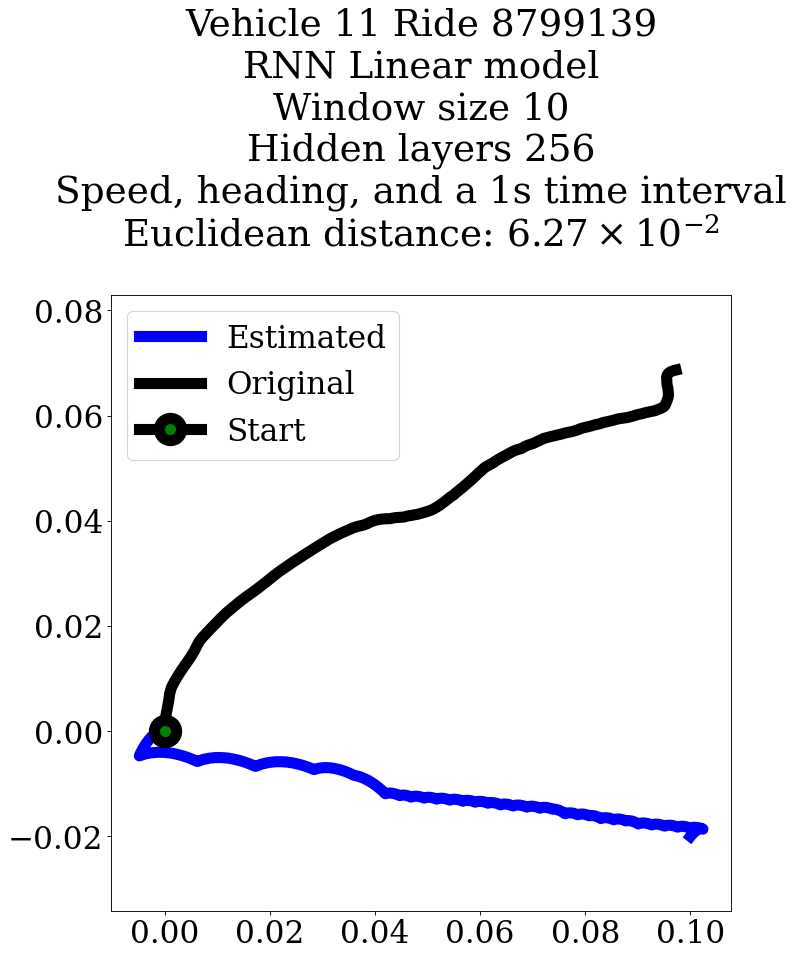 Vehicle 11 Ride 8799139
RNN Linear model
Window size 10
Hidden layers 256
Speed, heading, and a 1s time interval
Euclidean distance: 6.27 × 10⁻²
0.08
Estimated
Original
Start
0.06
0.04
0.02
0.00
−0.02
0.00 0.02 0.04 0.06 0.08 0.10